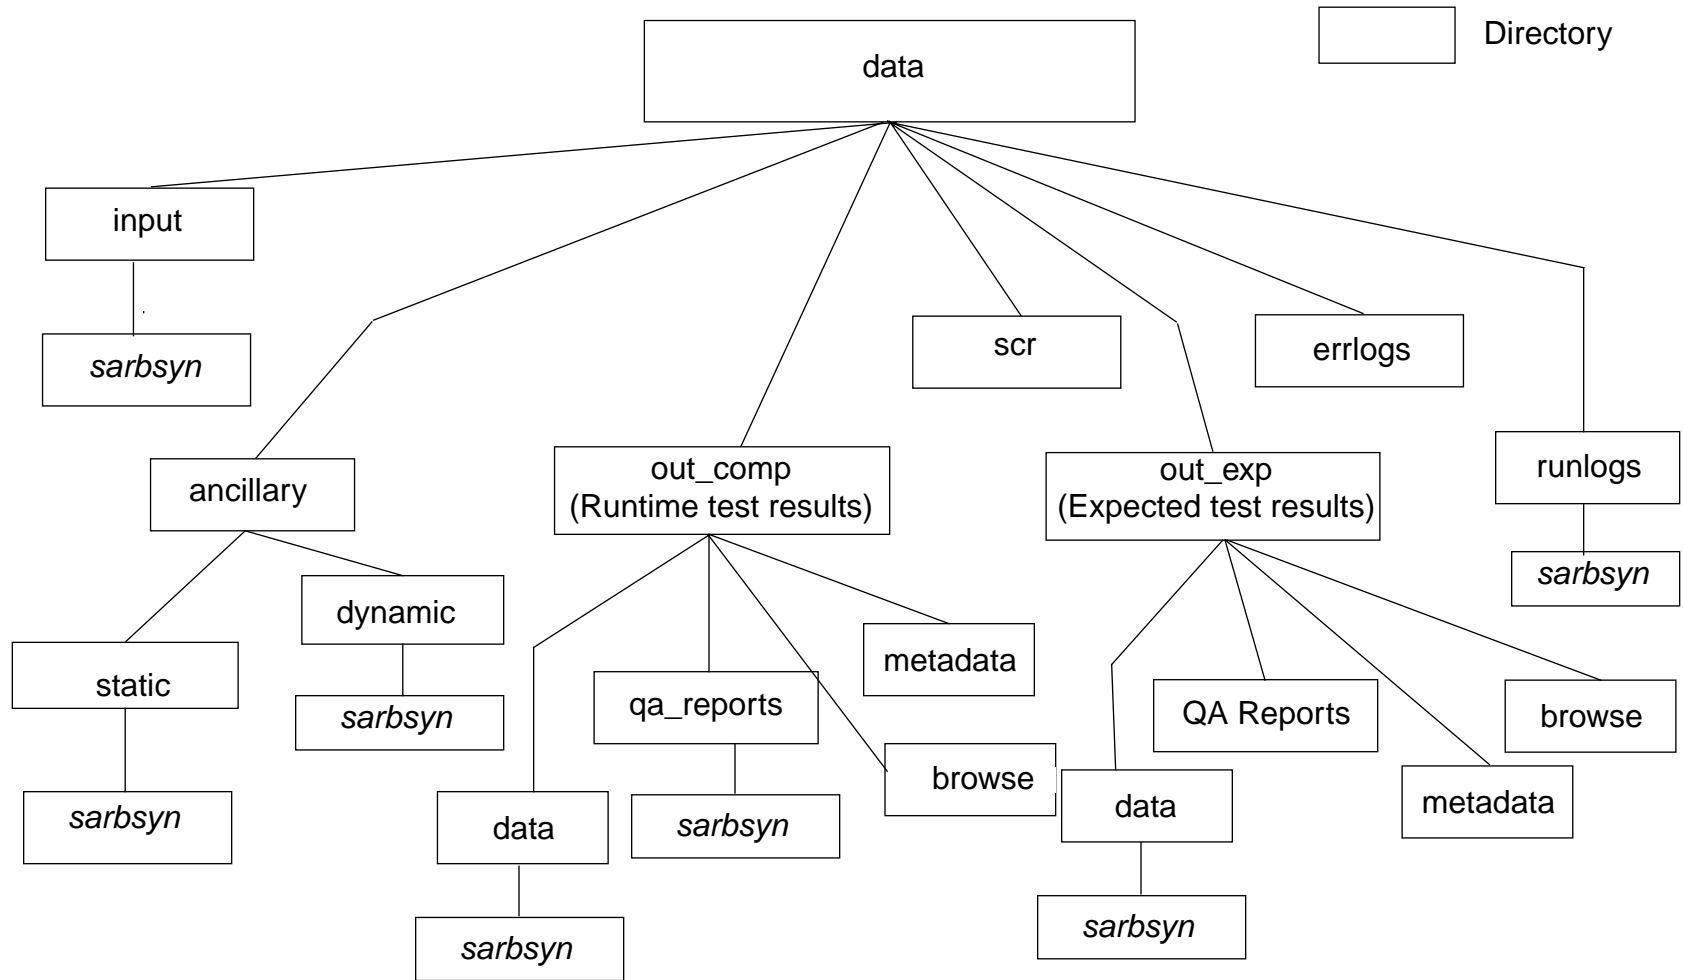 Directory
data
input
sarbsyn
scr
errlogs
ancillary
out_comp
(Runtime test results)
out_exp
(Expected test results)
runlogs
sarbsyn
dynamic
static
sarbsyn
sarbsyn
metadata
qa_reports
browse
data
sarbsyn
sarbsyn
QA Reports
browse
metadata
data
sarbsyn